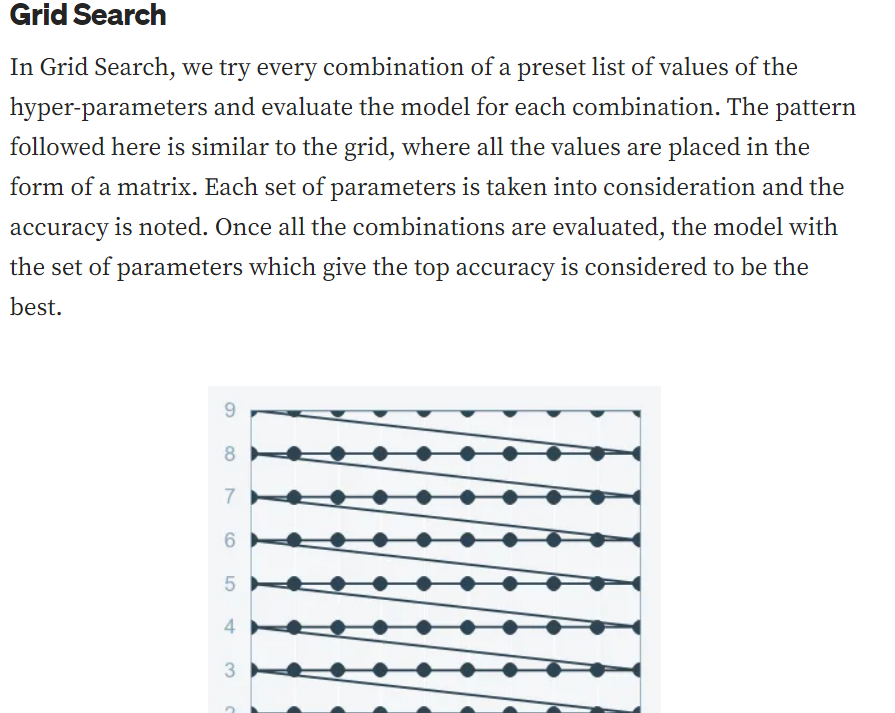 Grid Search
In Grid Search, we try every combination of a preset list of values of the
hyper-parameters and evaluate the model for each combination. The pattern
followed here is similar to the grid, where all the values are placed in the
form of a matrix. Each set of parameters is taken into consideration and the
accuracy is noted. Once all the combinations are evaluated, the model with
the set of parameters which give the top accuracy is considered to be the
best.
9
8
7
6
5
4
3
2